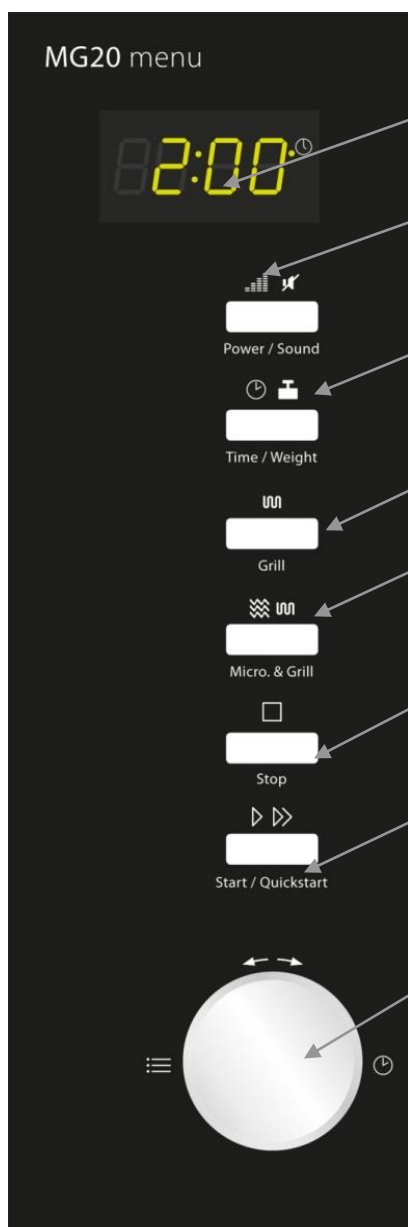 MG20 menu
2:00
Power / Sound
Time / Weight
Grill
Micro. & Grill
Stop
Start / Quickstart